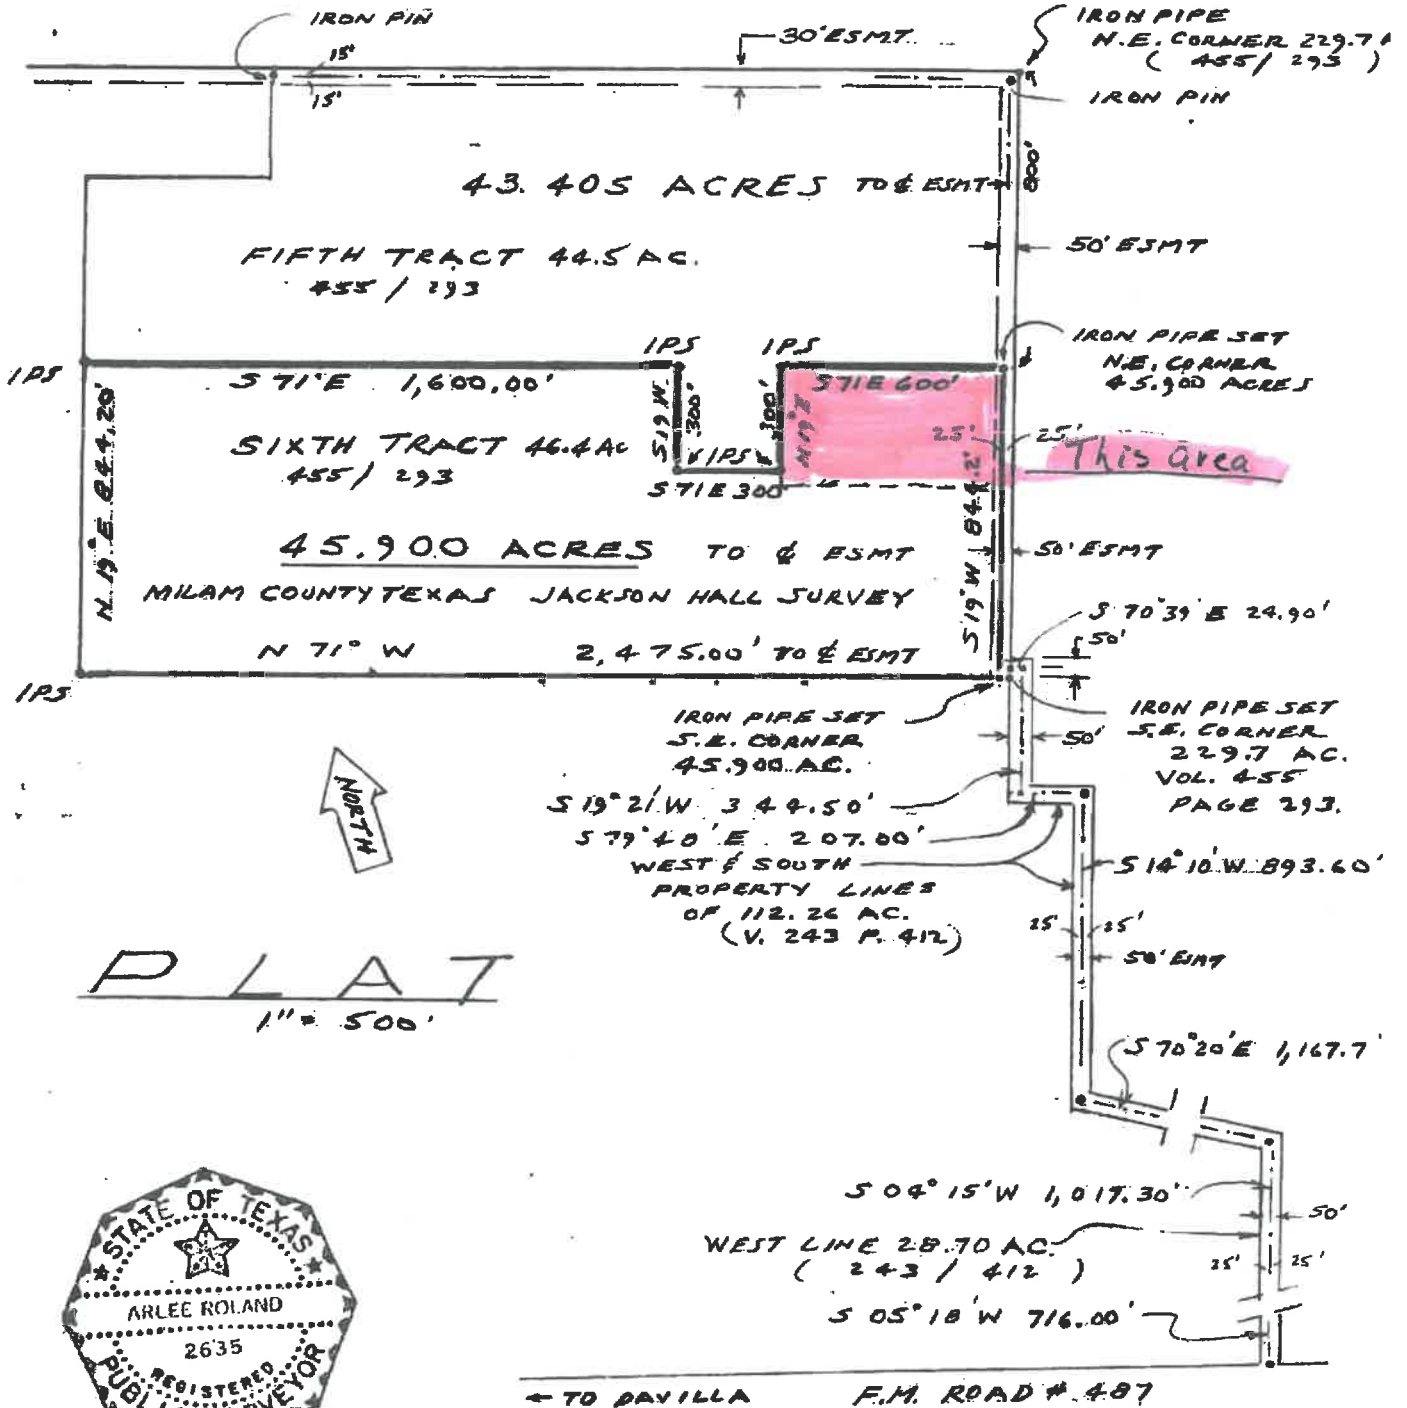 IRON PIN
30' ESMT.
IRON PIPE
N.E. CORNER 229.7 A
( 455 / 293 )
15'
15'
IRON PIN
43.405 ACRES TO ℄ ESMT
800'
FIFTH TRACT 44.5 AC.
455 / 293
50' ESMT
IPS
IPS
IRON PIPE SET
N.E. CORNER
45.900 ACRES
IPS
S 71° E 1,600.00'
S 71 E 600'
S 19 W
300'
300'
N 19° E
N 19° E 844.20'
SIXTH TRACT 46.4 AC
455 / 293
25'
25'
This area
IPS
S 71 E 300'
S 19° W 844.2'
45.900 ACRES TO ℄ ESMT
50' ESMT
MILAM COUNTY TEXAS JACKSON HALL SURVEY
N 71° W 2,475.00' TO ℄ ESMT
S 70° 39' E 24.90'
50'
IPS
IRON PIPE SET
S.E. CORNER
45.900 AC.
50'
IRON PIPE SET
S.E. CORNER
229.7 AC.
VOL. 455
PAGE 293.
NORTH
S 19° 21' W 344.50'
S 79° 40' E 207.00'
WEST & SOUTH
PROPERTY LINES
OF 112.26 AC.
(V. 243 P. 412)
S 14° 10' W 893.60'
25'
25'
50' ESMT
PLAT
1" = 500'
S 70° 20' E 1,167.7'
S 04° 15' W 1,017.30'
50'
WEST LINE 28.70 AC.
( 243 / 412 )
25'
25'
S 05° 18' W 716.00'
STATE OF TEXAS
ARLEE ROLAND
2635
REGISTERED
← TO DAVILLA F.M. ROAD # 487